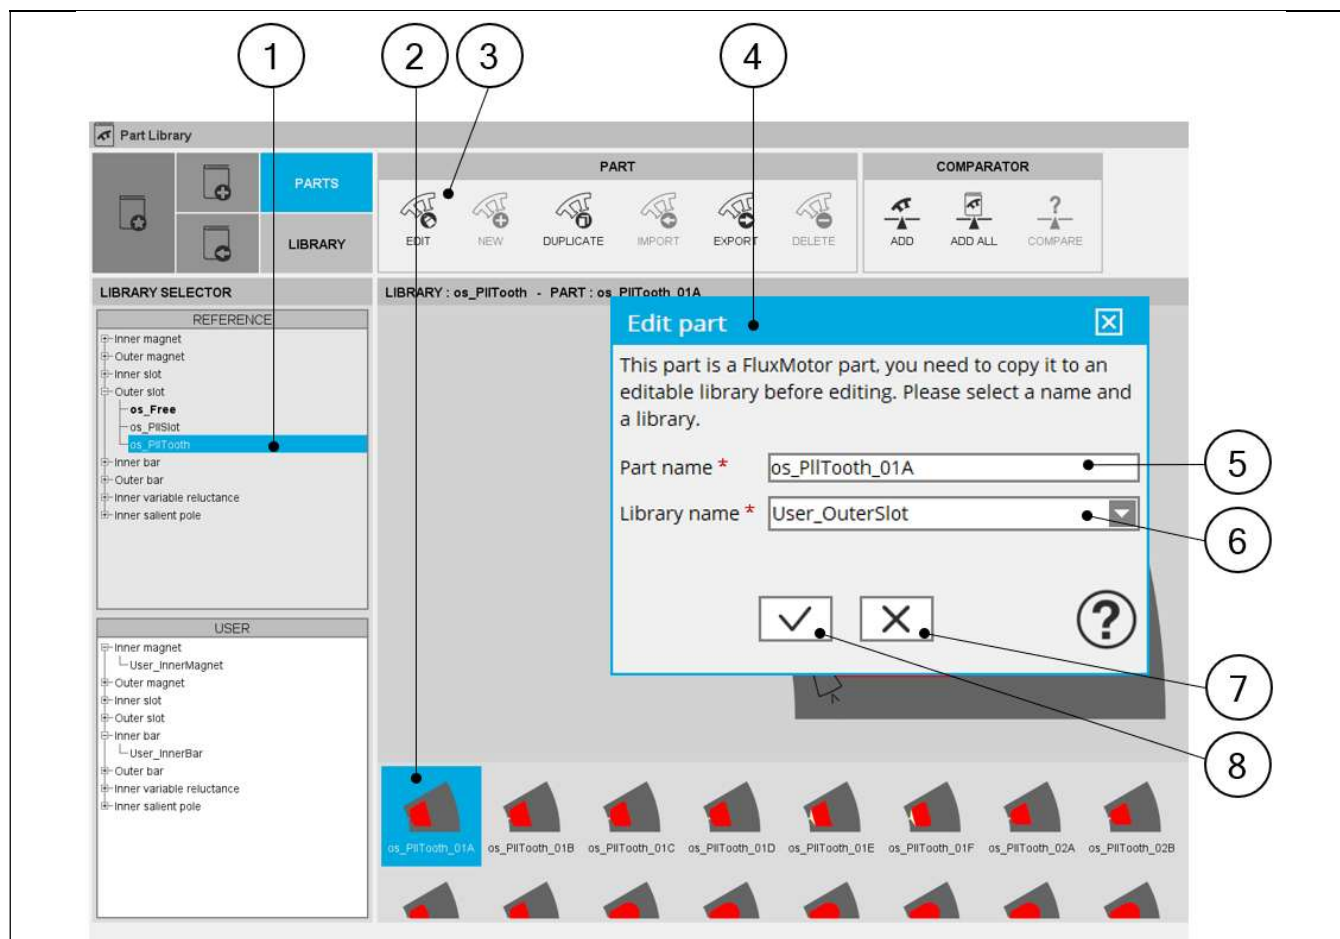 1
2
3
4
Part Library
PARTS
LIBRARY
PART
EDIT
NEW
DUPLICATE
IMPORT
EXPORT
DELETE
COMPARATOR
ADD
ADD ALL
COMPARE
LIBRARY SELECTOR
REFERENCE
Inner magnet
Outer magnet
Inner slot
Outer slot
os_Free
os_PllSlot
os_PllTooth
Inner bar
Outer bar
Inner variable reluctance
Inner salient pole
USER
Inner magnet
User_InnerMagnet
Outer magnet
Inner slot
Outer slot
Inner bar
User_InnerBar
Outer bar
Inner variable reluctance
Inner salient pole
LIBRARY : os_PllTooth - PART : os_PllTooth_01A
Edit part
This part is a FluxMotor part, you need to copy it to an
editable library before editing. Please select a name and
a library.
Part name * os_PllTooth_01A
Library name * User_OuterSlot
?
5
6
7
8
os_PllTooth_01A os_PllTooth_01B os_PllTooth_01C os_PllTooth_01D os_PllTooth_01E os_PllTooth_01F os_PllTooth_02A os_PllTooth_02B